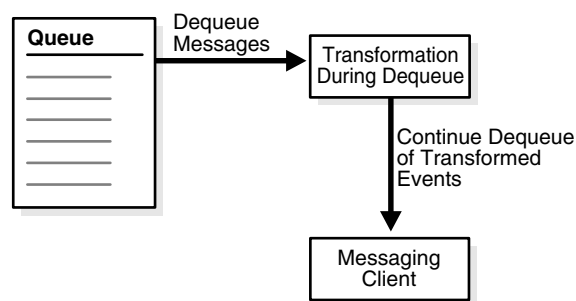 Queue
Dequeue
Messages
Transformation
During Dequeue
Continue Dequeue
of Transformed
Events
Messaging
Client